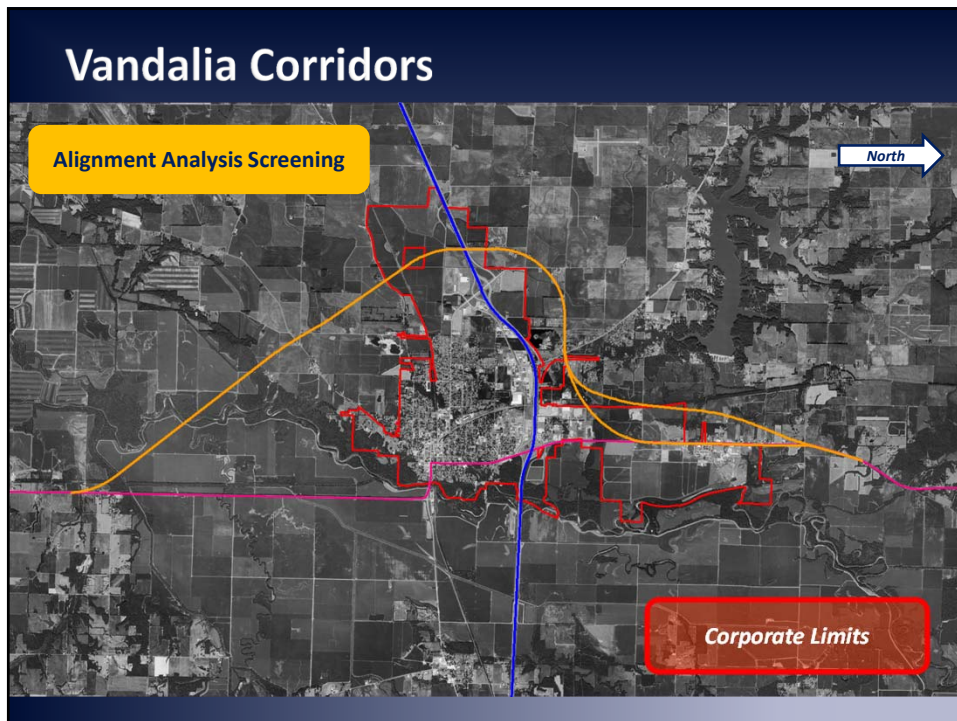 Vandalia Corridors
Alignment Analysis Screening
North
Corporate Limits